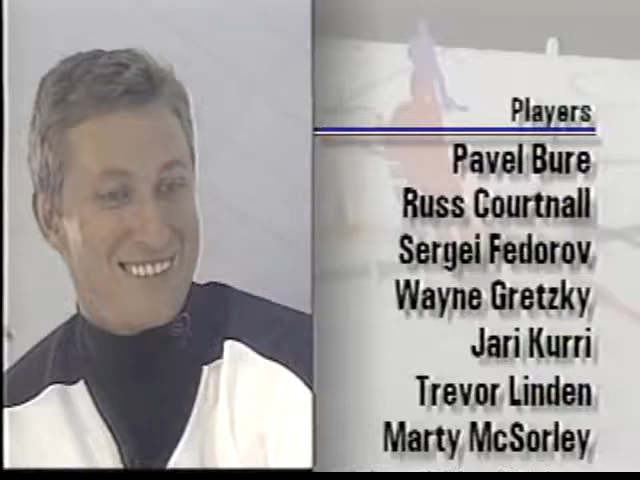 Players
Pavel Bure
Russ Courtnall
Sergei Fedorov
Wayne Gretzky
Jari Kurri
Trevor Linden
Marty McSorley